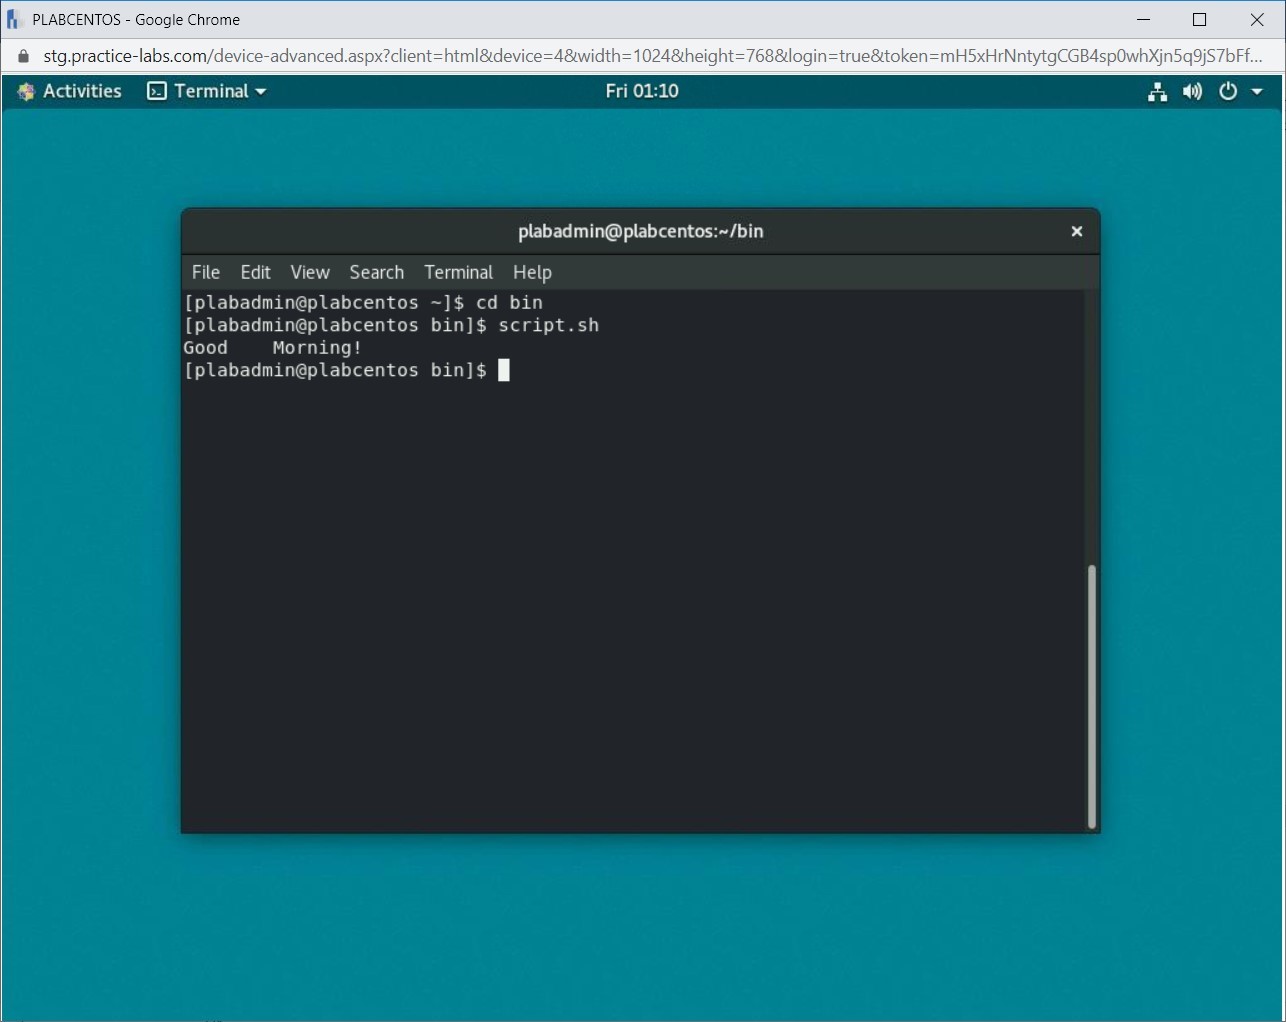 PLABCENTOS - Google Chrome
stg.practice-labs.com/device-advanced.aspx?client=html&device=4&width=1024&height=768&login=true&token=mH5xHrNntytgCGB4sp0whXjn5q9jS7bFf...
Activities Terminal Fri 01:10
plabadmin@plabcentos:~/bin
File Edit View Search Terminal Help
[plabadmin@plabcentos ~]$ cd bin
[plabadmin@plabcentos bin]$ script.sh
Good    Morning!
[plabadmin@plabcentos bin]$